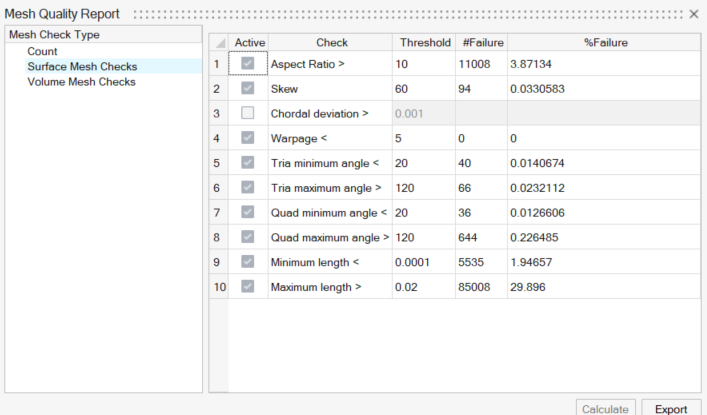 Mesh Quality Report
Mesh Check Type
Count
Surface Mesh Checks
Volume Mesh Checks
Active Check Threshold #Failure %Failure
1 Aspect Ratio > 10 11008 3.87134
2 Skew 60 94 0.0330583
3 Chordal deviation > 0.001
4 Warpage < 5 0 0
5 Tria minimum angle < 20 40 0.0140674
6 Tria maximum angle > 120 66 0.0232112
7 Quad minimum angle < 20 36 0.0126606
8 Quad maximum angle > 120 644 0.226485
9 Minimum length < 0.0001 5535 1.94657
10 Maximum length > 0.02 85008 29.896
Calculate Export